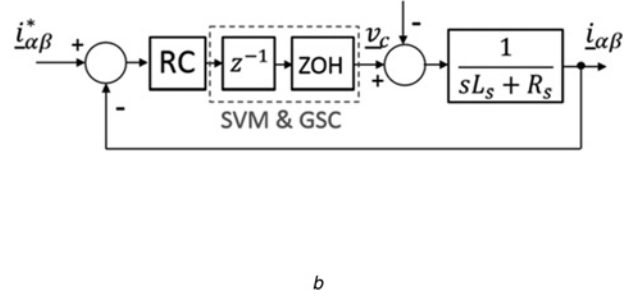 i*αβ + RC z⁻¹ ZOH v_c - + 1 i_αβ
- sL_s + R_s
SVM & GSC
b